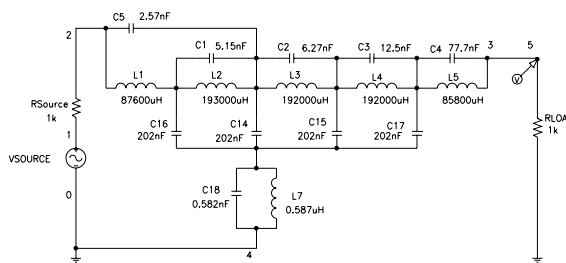 C5 2.57nF
2
C1 5.15nF
C2 6.27nF
C3 12.5nF
C4 77.7nF
3
5
V
L1
L2
L3
L4
L5
87600uH
193000uH
192000uH
192000uH
85800uH
RSource
1k
C16
202nF
C14
202nF
C15
202nF
C17
202nF
RLOA
1k
1
VSOURCE
0
C18
0.582nF
L7
0.587uH
4